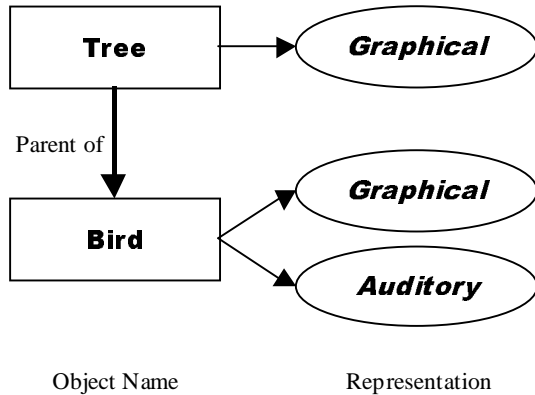 Tree
Graphical
Parent of
Graphical
Bird
Auditory
Object Name
Representation